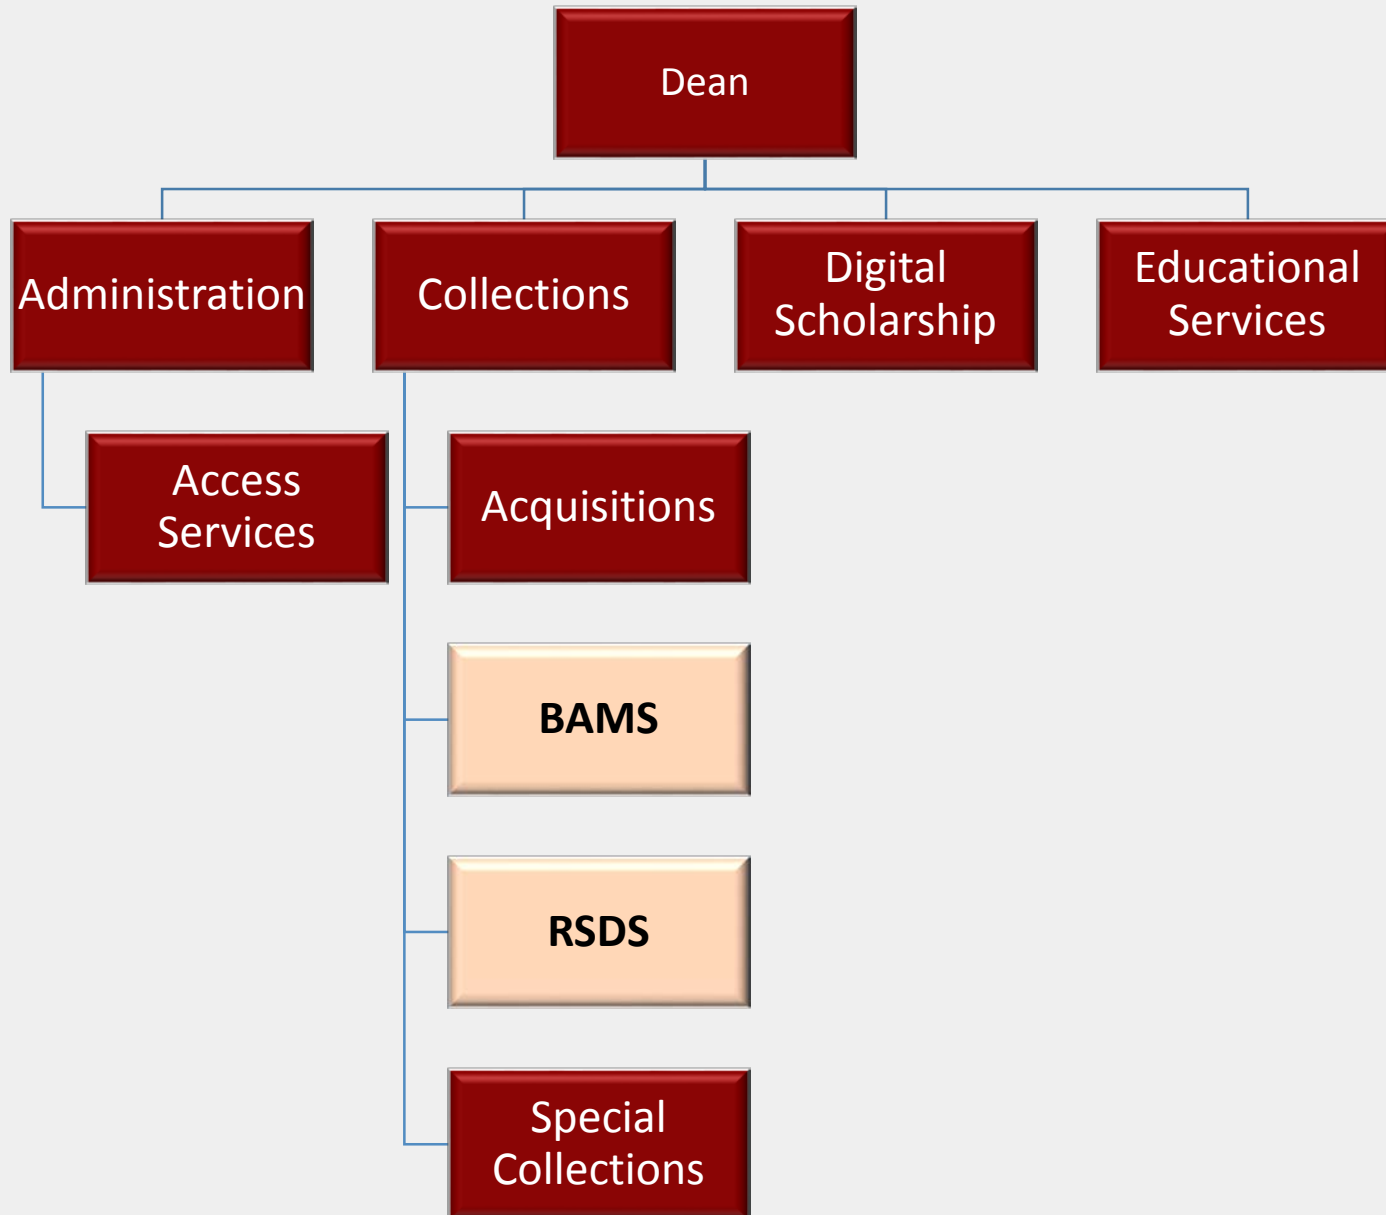 Dean
Administration
Collections
Digital
Scholarship
Educational
Services
Access
Services
Acquisitions
BAMS
RSDS
Special
Collections